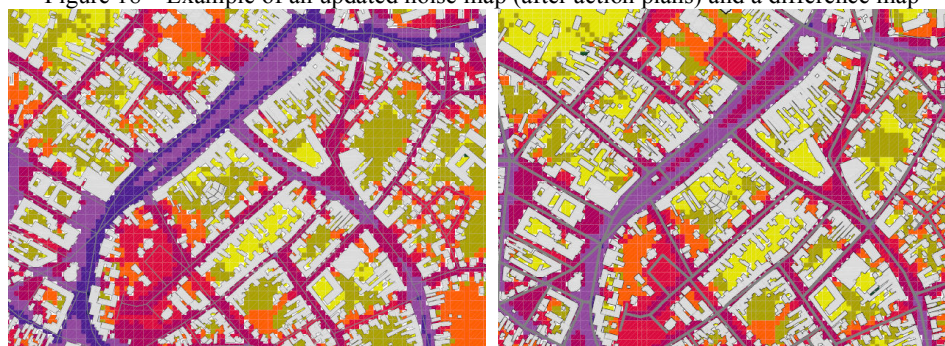 Figure 18 – Example of an updated noise map (after action plans) and a difference map